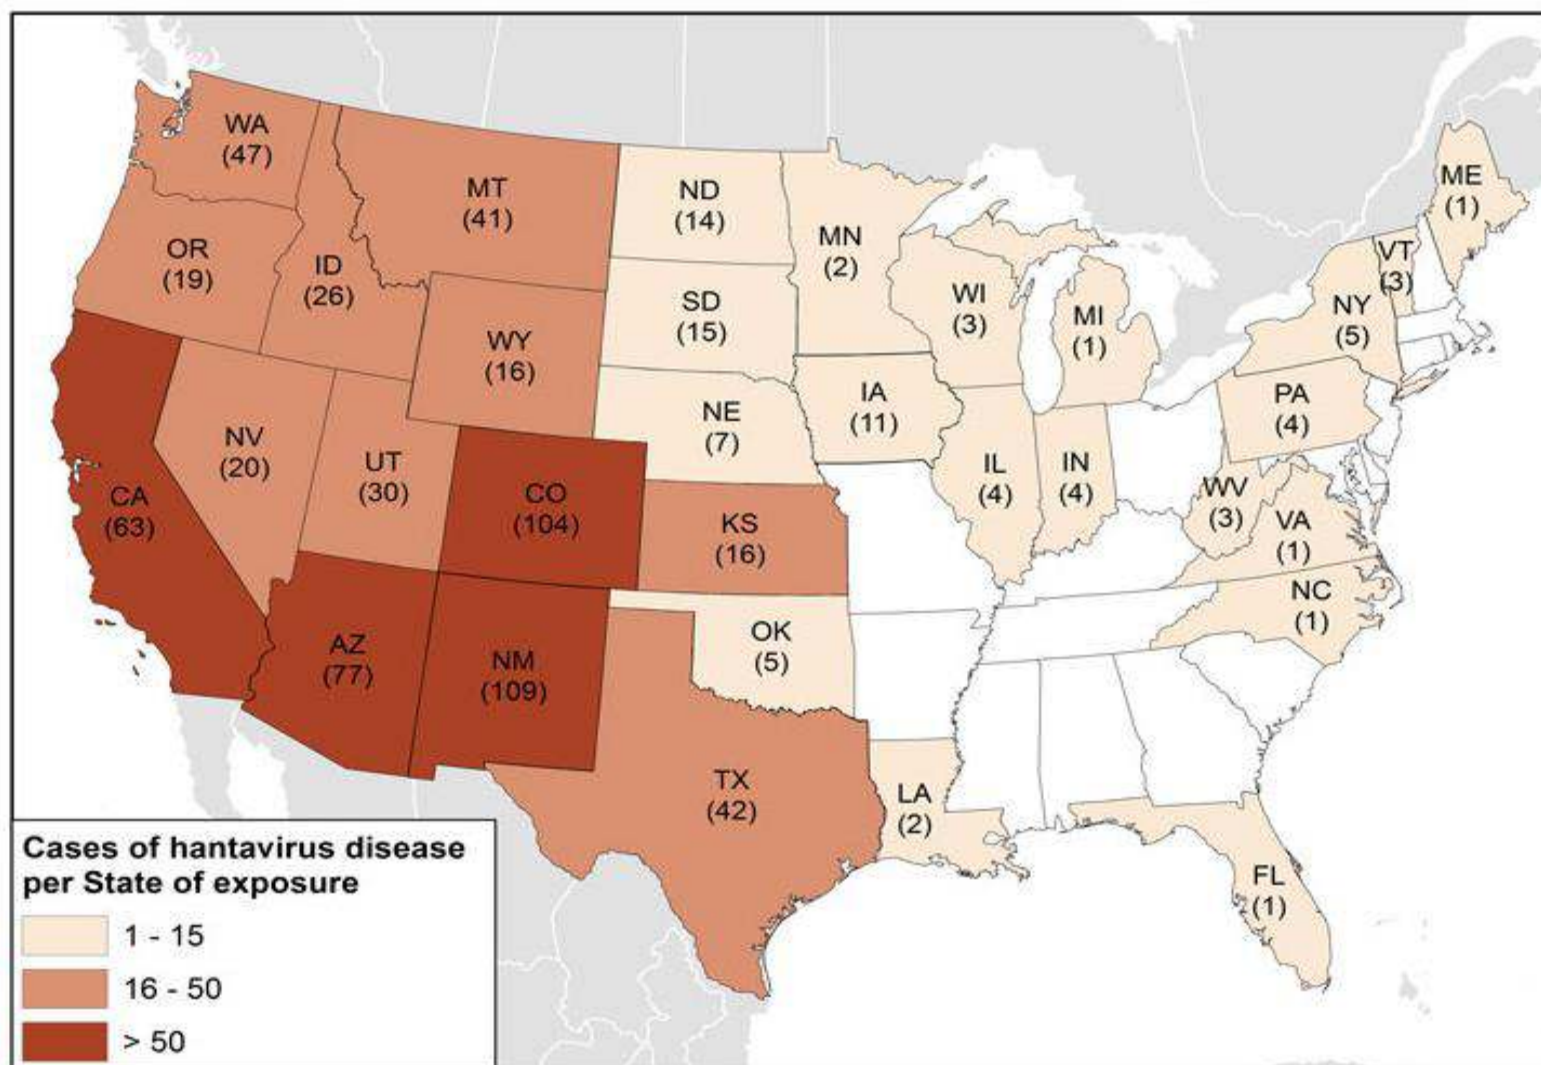 WA
(47)
MT
(41)
ND
(14)
MN
(2)
ME
(1)
OR
(19)
ID
(26)
VT
(3)
SD
(15)
WI
(3)
MI
(1)
NY
(5)
WY
(16)
IA
(11)
PA
(4)
NE
(7)
NV
(20)
UT
(30)
IL
(4)
IN
(4)
CA
(63)
CO
(104)
KS
(16)
WV
(3)
VA
(1)
NC
(1)
AZ
(77)
NM
(109)
OK
(5)
TX
(42)
LA
(2)
FL
(1)
Cases of hantavirus disease
per State of exposure
1 - 15
16 - 50
> 50